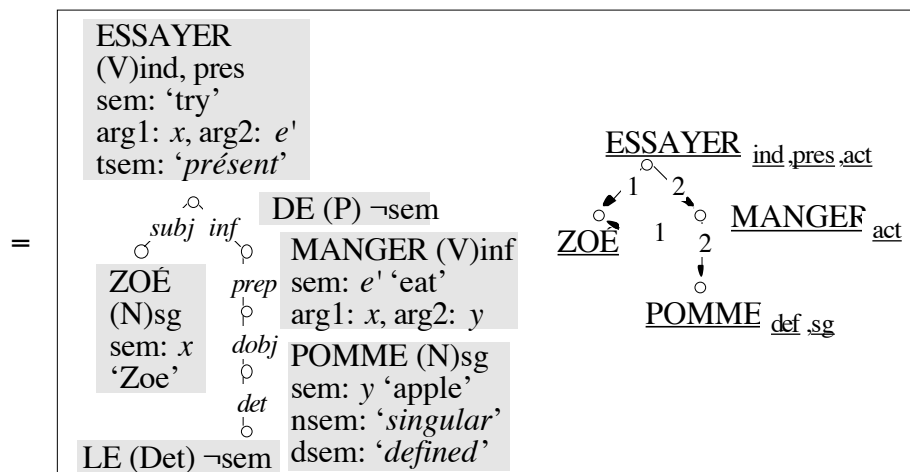 =
ESSAYER
(V)ind, pres
sem: ‘try’
arg1: x, arg2: e'
tsem: ‘présent’
subj inf
DE (P) ¬sem
ZOÉ
(N)sg
sem: x
‘Zoe’
prep
MANGER (V)inf
sem: e' ‘eat’
arg1: x, arg2: y
dobj
POMME (N)sg
sem: y ‘apple’
nsem: ‘singular’
dsem: ‘defined’
det
LE (Det) ¬sem
ESSAYER ind,pres,act
1 2
ZOÉ 1 MANGER act
2
POMME def,sg